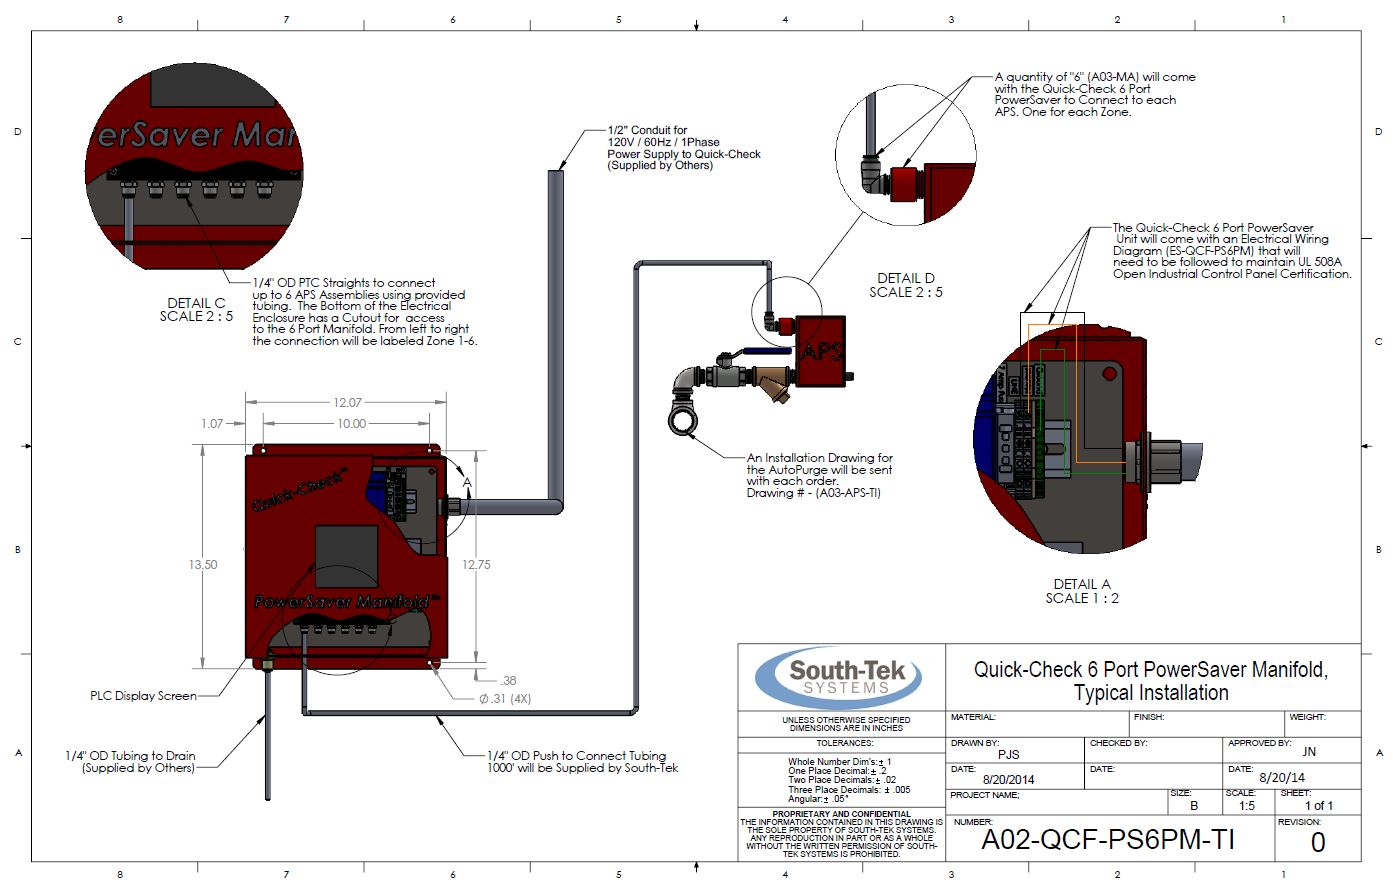 8 7 6 5 4 3 2 1
D
D
C
C
B
B
A
A
erSaver Man
DETAIL C
SCALE 2 : 5
1/4" OD PTC Straights to connect
up to 6 APS Assemblies using provided
tubing. The Bottom of the Electrical
Enclosure has a Cutout for access
to the 6 Port Manifold. From left to right
the connection will be labeled Zone 1-6.
1/2" Conduit for
120V / 60Hz / 1Phase
Power Supply to Quick-Check
(Supplied by Others)
A quantity of "6" (A03-MA) will come
with the Quick-Check 6 Port
PowerSaver to Connect to each
APS. One for each Zone.
DETAIL D
SCALE 2 : 5
The Quick-Check 6 Port PowerSaver
Unit will come with an Electrical Wiring
Diagram (ES-QCF-PS6PM) that will
need to be followed to maintain UL 508A
Open Industrial Control Panel Certification.
LINE
DETAIL A
SCALE 1 : 2
APS
An Installation Drawing for
the AutoPurge will be sent
with each order.
Drawing # - (A03-APS-TI)
12.07
1.07
10.00
13.50
12.75
.38
Ø.31 (4X)
A
Quick-Check™
PowerSaver Manifold™
PLC Display Screen
1/4" OD Tubing to Drain
(Supplied by Others)
1/4" OD Push to Connect Tubing
1000' will be Supplied by South-Tek
South-Tek
SYSTEMS
Quick-Check 6 Port PowerSaver Manifold,
Typical Installation
UNLESS OTHERWISE SPECIFIED
DIMENSIONS ARE IN INCHES
TOLERANCES:
Whole Number Dim's:± 1
One Place Decimal:± .2
Two Place Decimals:± .02
Three Place Decimals: ± .005
Angular:± .05°
PROPRIETARY AND CONFIDENTIAL
THE INFORMATION CONTAINED IN THIS DRAWING IS
THE SOLE PROPERTY OF SOUTH-TEK SYSTEMS.
ANY REPRODUCTION IN PART OR AS A WHOLE
WITHOUT THE WRITTEN PERMISSION OF SOUTH-
TEK SYSTEMS IS PROHIBITED.
MATERIAL:
FINISH:
WEIGHT:
DRAWN BY:
PJS
CHECKED BY:
APPROVED BY:
JN
DATE:
8/20/2014
DATE:
DATE:
8/20/14
PROJECT NAME;
SIZE:
B
SCALE:
1:5
SHEET:
1 of 1
NUMBER:
A02-QCF-PS6PM-TI
REVISION:
0
8 7 6 5 4 3 2 1